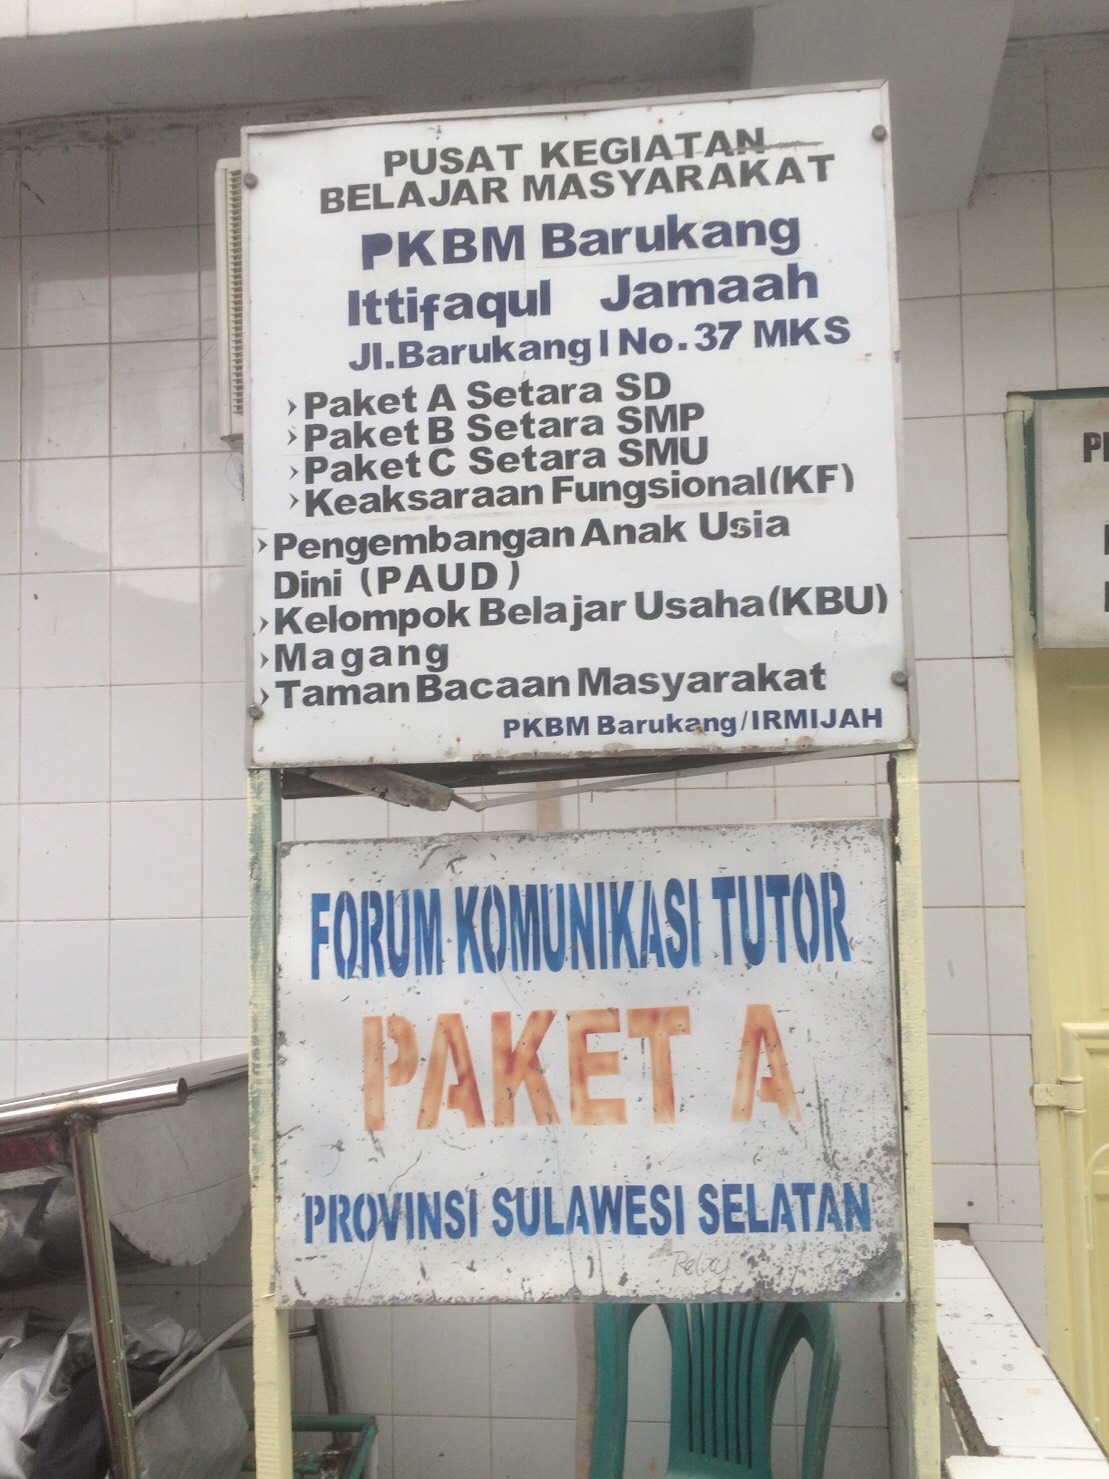 PUSAT KEGIATAN
BELAJAR MASYARAKAT
PKBM Barukang
Ittifaqul Jamaah
Jl.Barukang I No.37 MKS
› Paket A Setara SD
› Paket B Setara SMP
› Paket C Setara SMU
› Keaksaraan Fungsional(KF)
› Pengembangan Anak Usia
Dini (PAUD)
› Kelompok Belajar Usaha(KBU)
› Magang
› Taman Bacaan Masyarakat
PKBM Barukang/IRMIJAH
FORUM KOMUNIKASI TUTOR
PAKET A
PROVINSI SULAWESI SELATAN